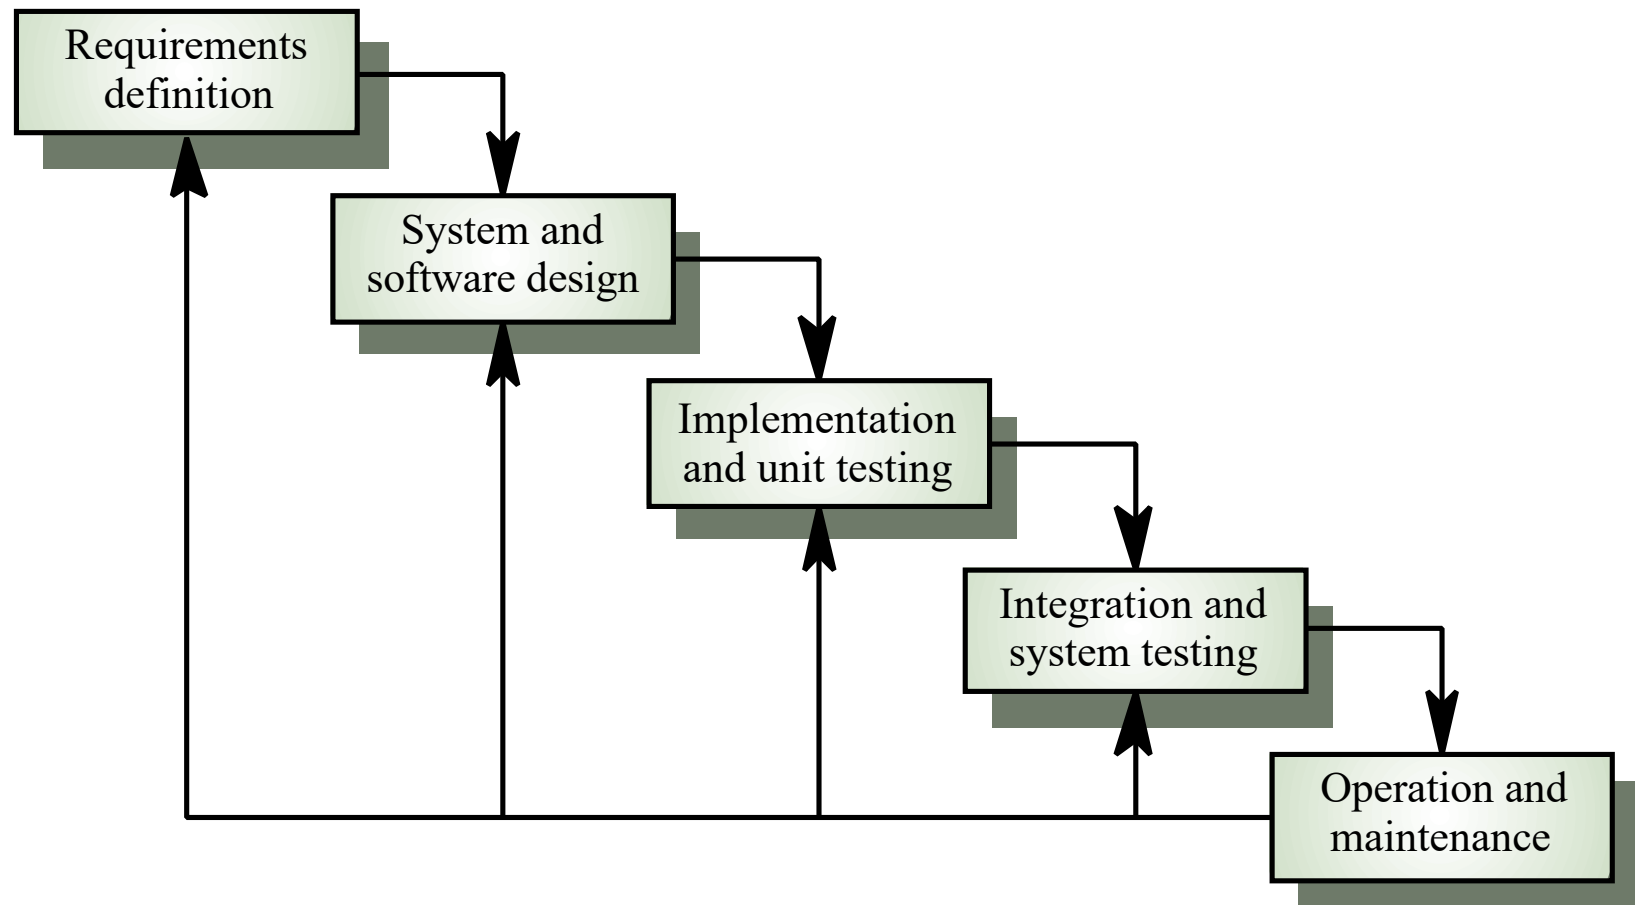 Requirements
definition
System and
software design
Implementation
and unit testing
Integration and
system testing
Operation and
maintenance